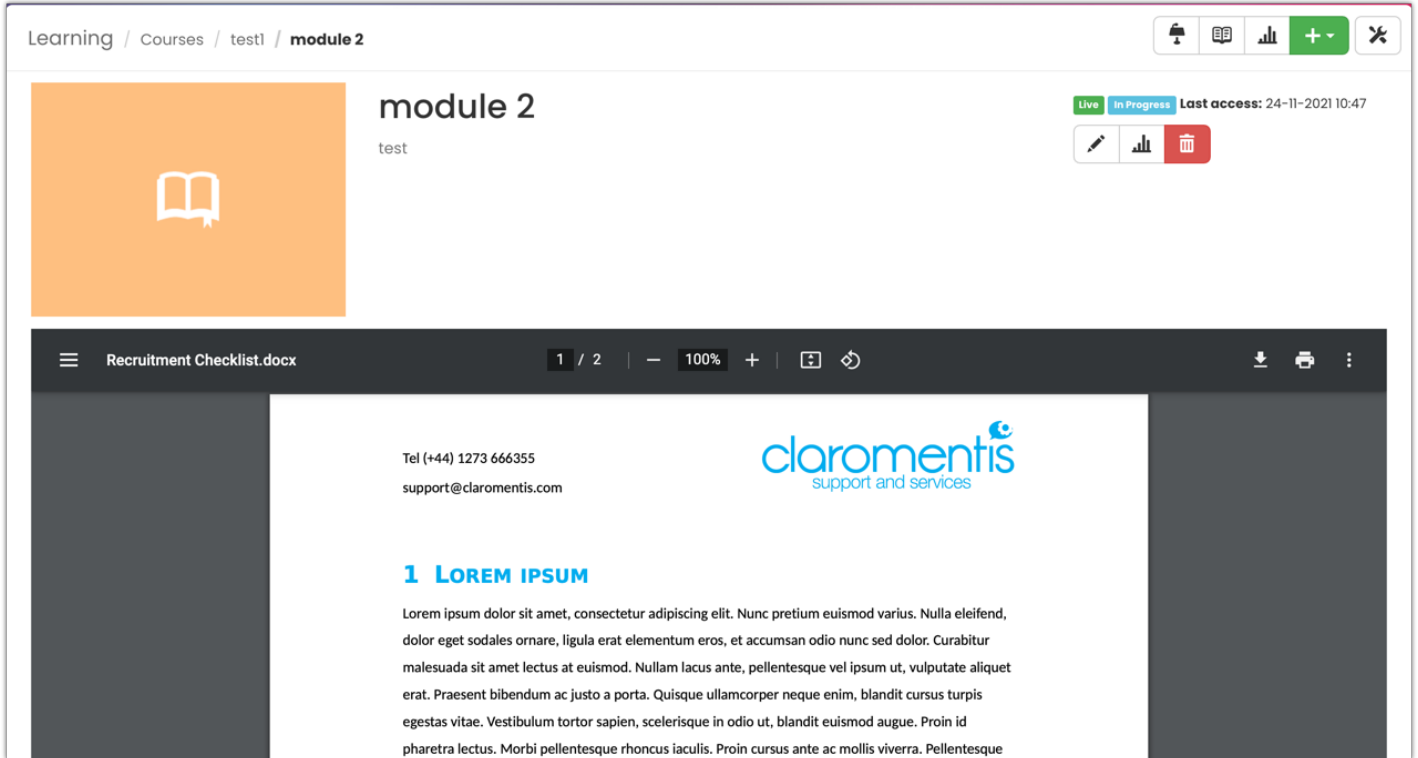 Learning / Courses / test1 / module 2
module 2
test
Live In Progress Last access: 24-11-2021 10:47
Recruitment Checklist.docx 1 / 2 100%
Tel (+44) 1273 666355
support@claromentis.com
claromentis
support and services
1 LOREM IPSUM
Lorem ipsum dolor sit amet, consectetur adipiscing elit. Nunc pretium euismod varius. Nulla eleifend,
dolor eget sodales ornare, ligula erat elementum eros, et accumsan odio nunc sed dolor. Curabitur
malesuada sit amet lectus at euismod. Nullam lacus ante, pellentesque vel ipsum ut, vulputate aliquet
erat. Praesent bibendum ac justo a porta. Quisque ullamcorper neque enim, blandit cursus turpis
egestas vitae. Vestibulum tortor sapien, scelerisque in odio ut, blandit euismod augue. Proin id
pharetra lectus. Morbi pellentesque rhoncus iaculis. Proin cursus ante ac mollis viverra. Pellentesque